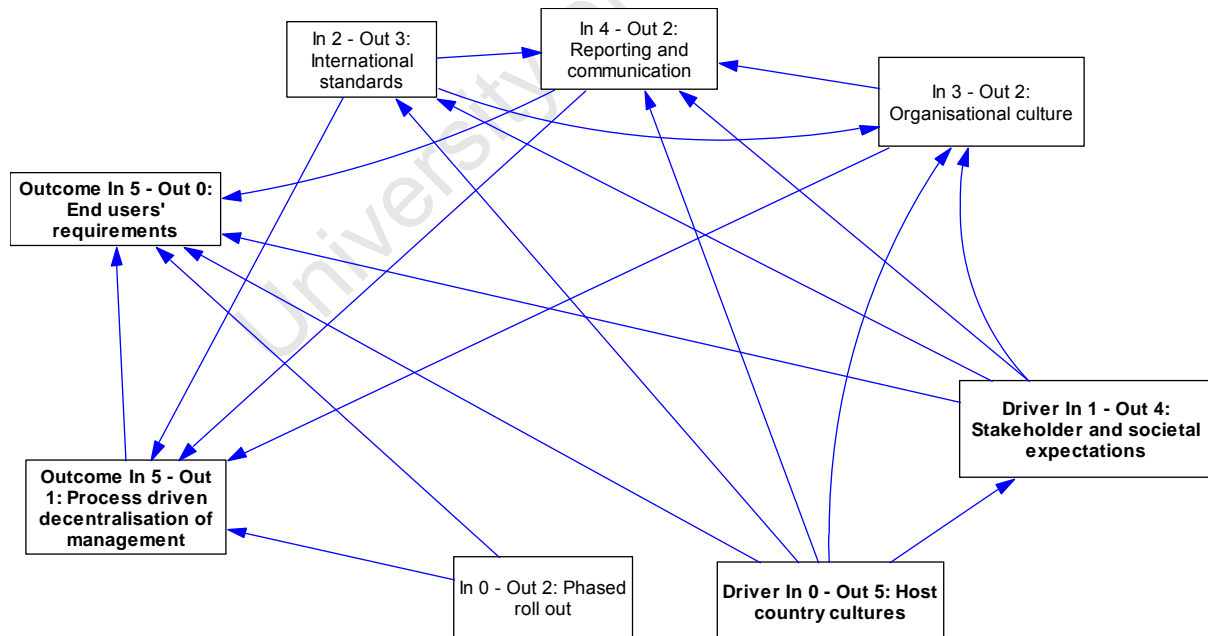 In 2 - Out 3:
International
standards
In 4 - Out 2:
Reporting and
communication
In 3 - Out 2:
Organisational culture
Outcome In 5 - Out 0:
End users'
requirements
Driver In 1 - Out 4:
Stakeholder and societal
expectations
Outcome In 5 - Out
1: Process driven
decentralisation of
management
In 0 - Out 2: Phased
roll out
Driver In 0 - Out 5: Host
country cultures
University